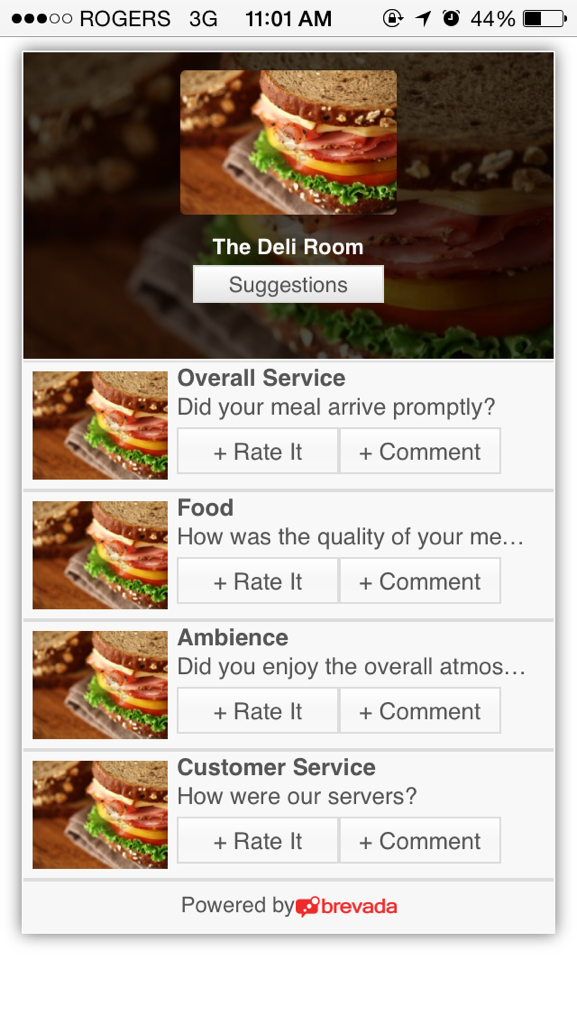 ROGERS 3G 11:01 AM 44%
The Deli Room
Suggestions
Overall Service
Did your meal arrive promptly?
+ Rate It + Comment
Food
How was the quality of your me...
+ Rate It + Comment
Ambience
Did you enjoy the overall atmos...
+ Rate It + Comment
Customer Service
How were our servers?
+ Rate It + Comment
Powered by brevada